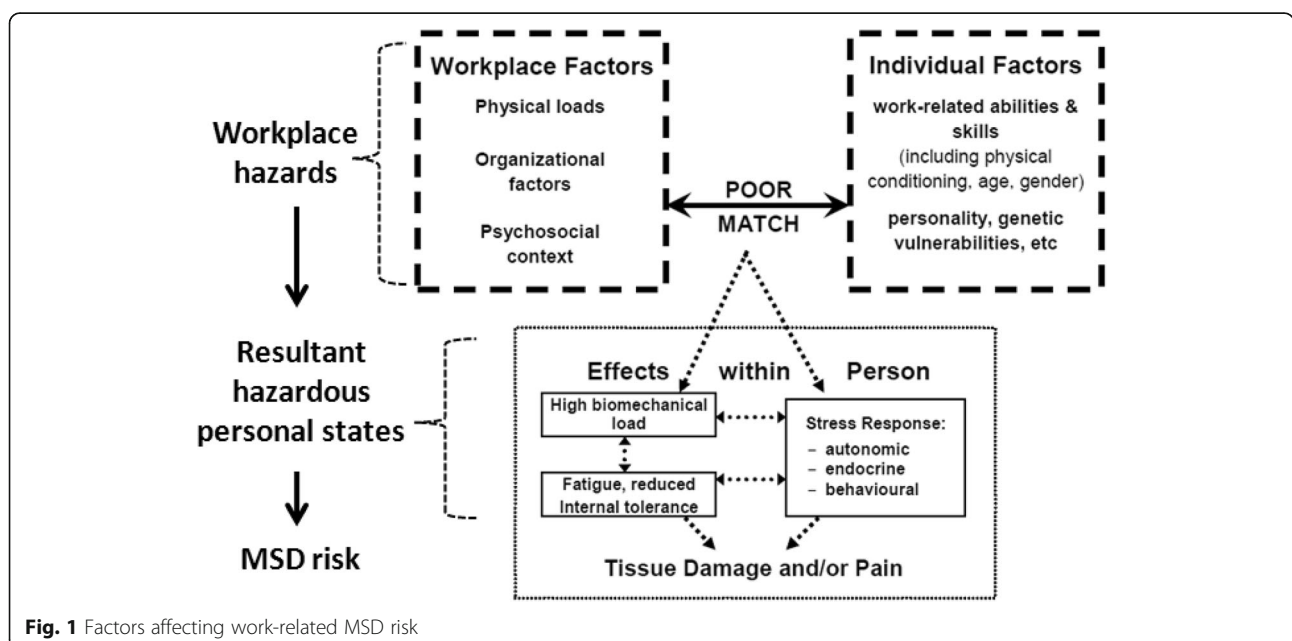 Workplace
hazards
Resultant
hazardous
personal states
MSD risk
Workplace Factors
Physical loads
Organizational
factors
Psychosocial
context
POOR
MATCH
Individual Factors
work-related abilities &
skills
(including physical
conditioning, age, gender)
personality, genetic
vulnerabilities, etc
Effects within Person
High biomechanical
load
Fatigue, reduced
Internal tolerance
Stress Response:
– autonomic
– endocrine
– behavioural
Tissue Damage and/or Pain
Fig. 1 Factors affecting work-related MSD risk